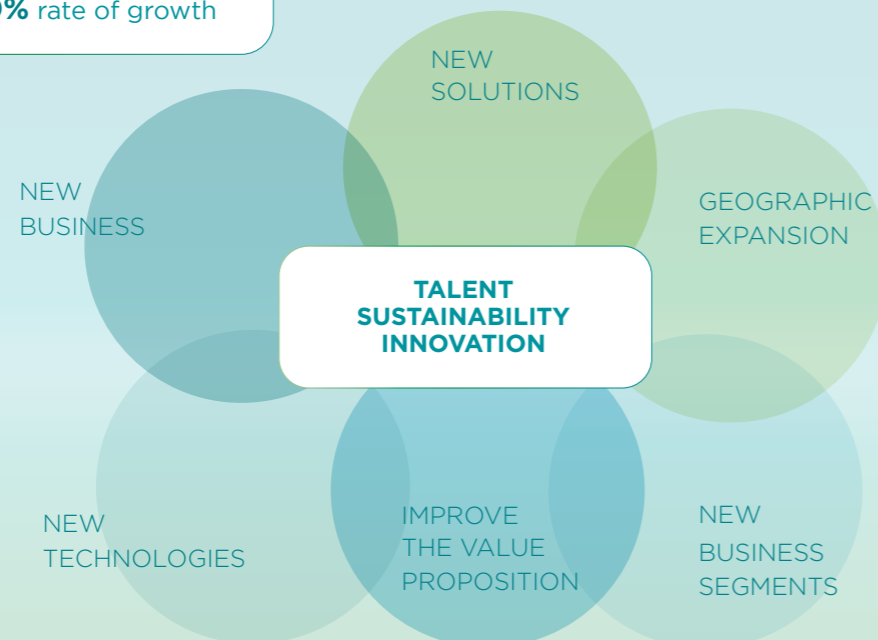 % rate of growth
NEW
SOLUTIONS
NEW
BUSINESS
GEOGRAPHIC
EXPANSION
TALENT
SUSTAINABILITY
INNOVATION
NEW
TECHNOLOGIES
IMPROVE
THE VALUE
PROPOSITION
NEW
BUSINESS
SEGMENTS